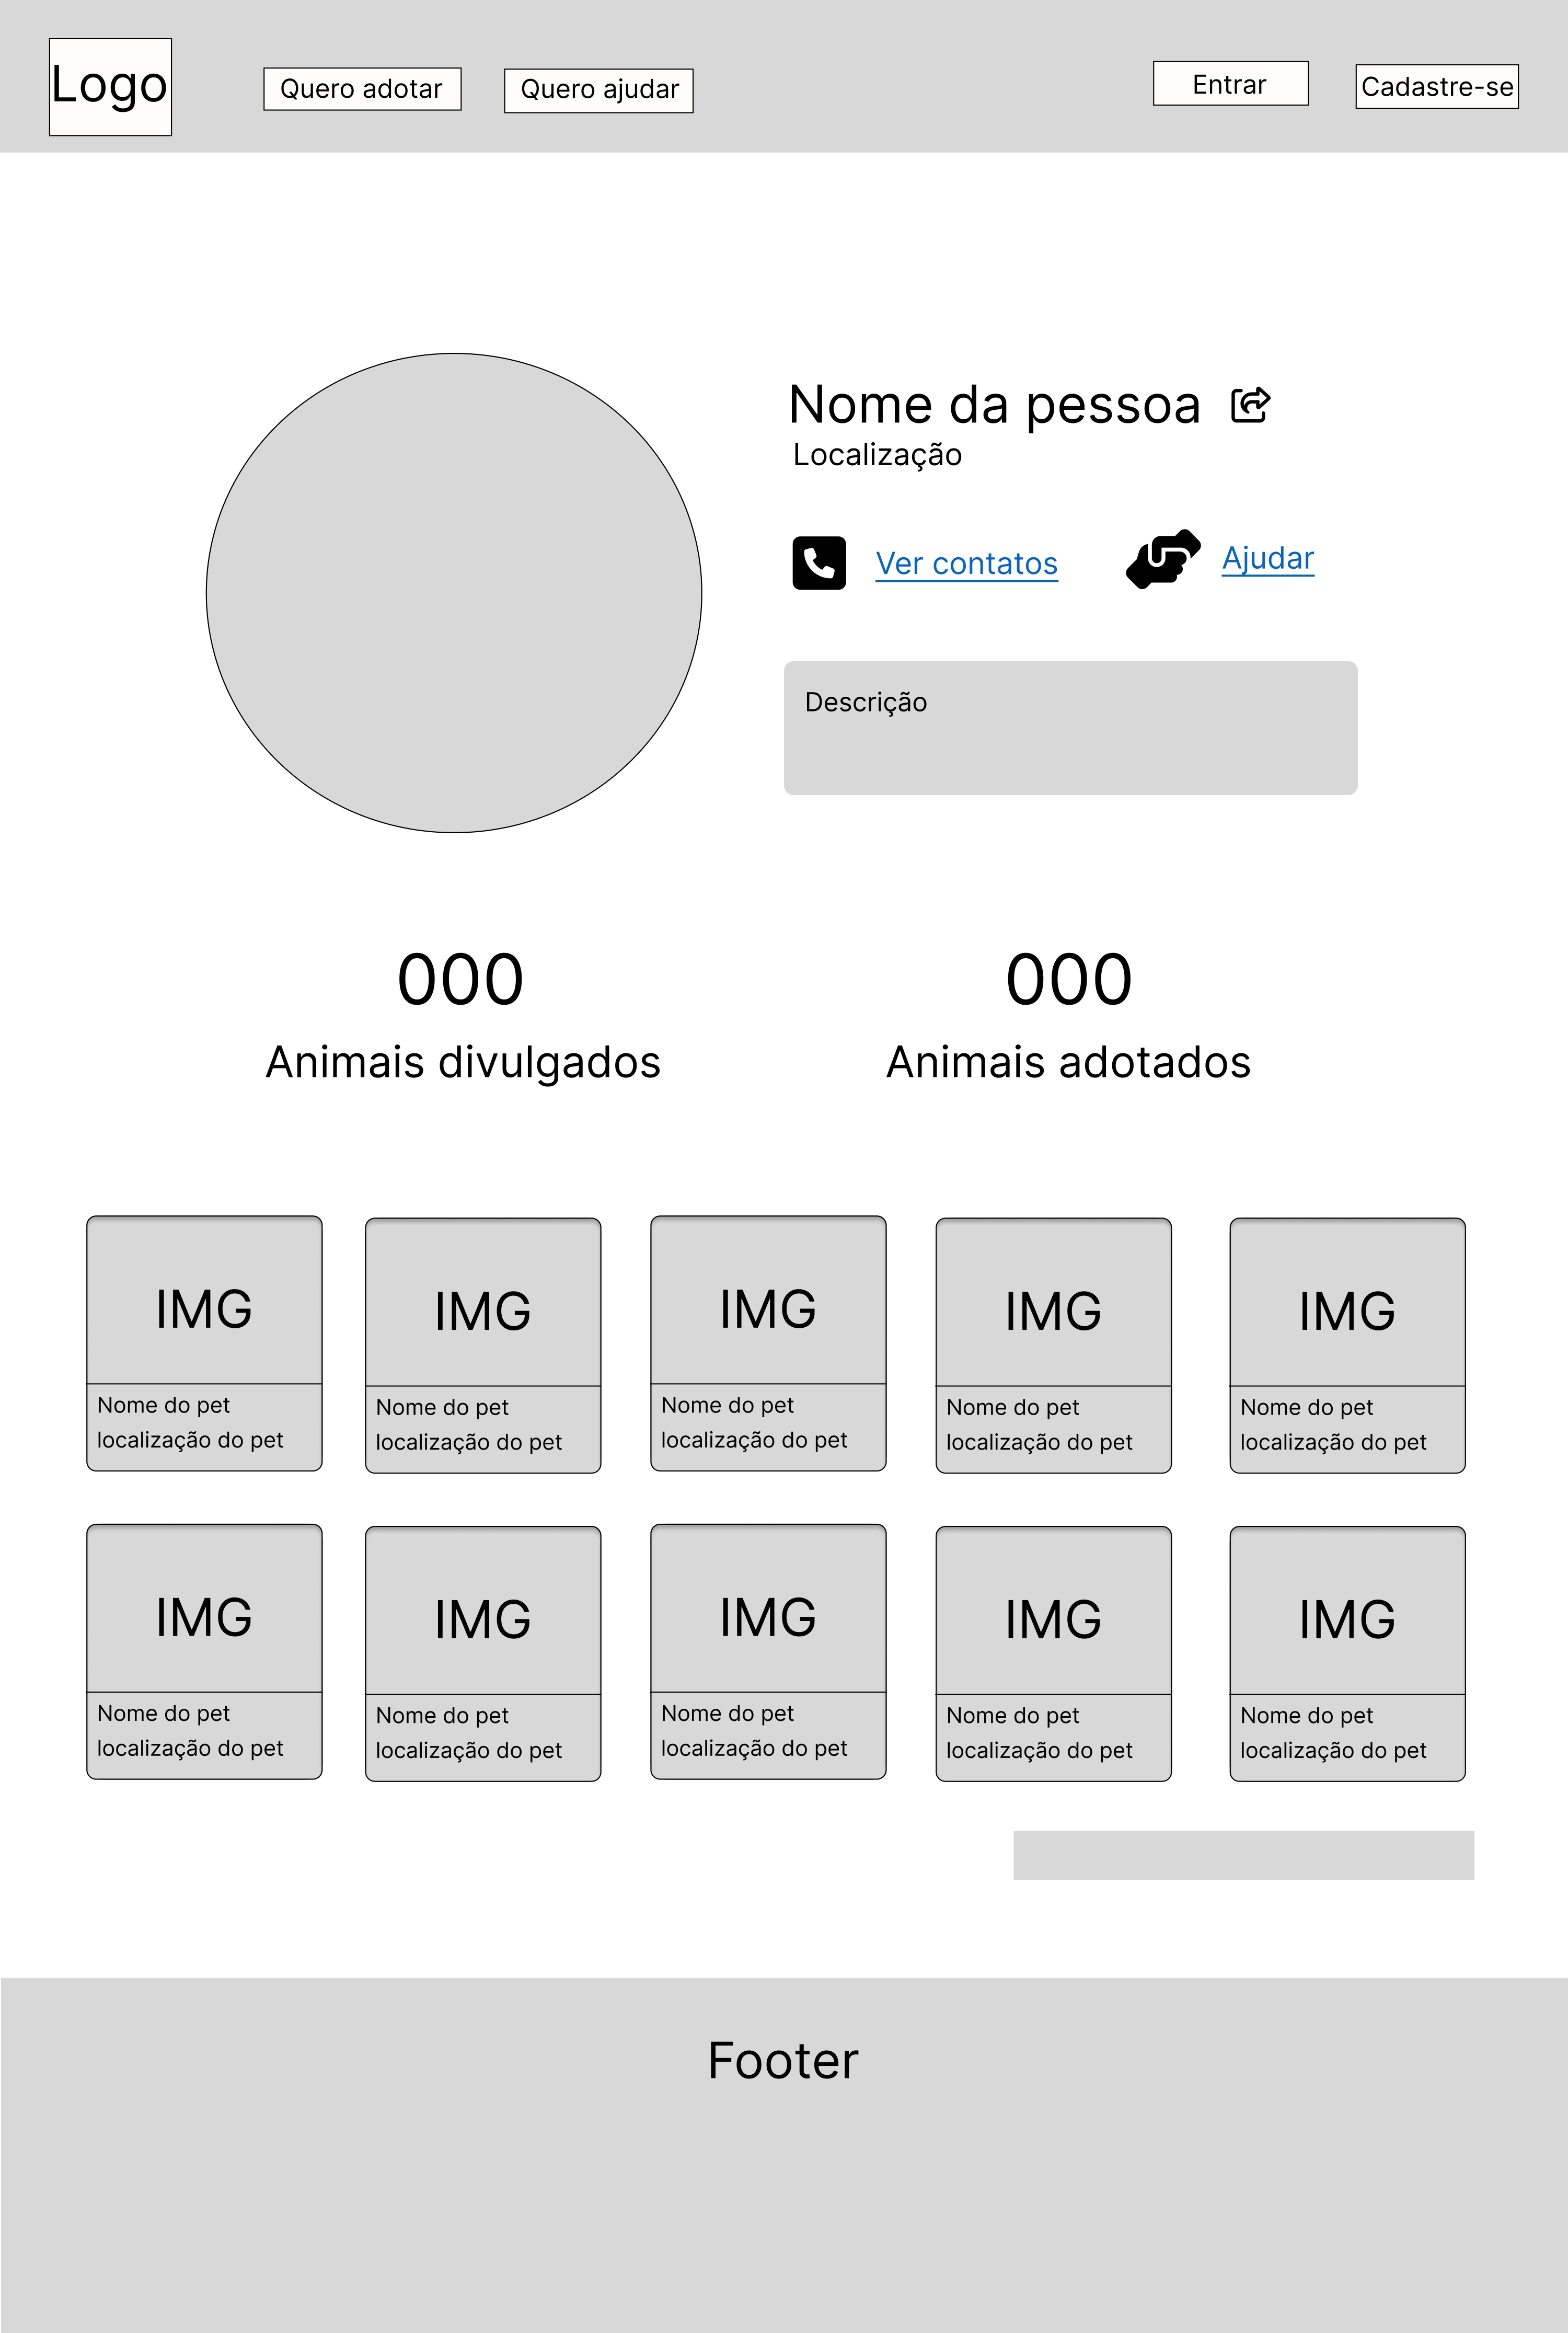 Logo
Quero adotar
Quero ajudar
Entrar
Cadastre-se
Nome da pessoa
Localização
Ver contatos
Ajudar
Descrição
000
Animais divulgados
000
Animais adotados
IMG
Nome do pet
localização do pet
IMG
Nome do pet
localização do pet
IMG
Nome do pet
localização do pet
IMG
Nome do pet
localização do pet
IMG
Nome do pet
localização do pet
IMG
Nome do pet
localização do pet
IMG
Nome do pet
localização do pet
IMG
Nome do pet
localização do pet
IMG
Nome do pet
localização do pet
IMG
Nome do pet
localização do pet
Footer